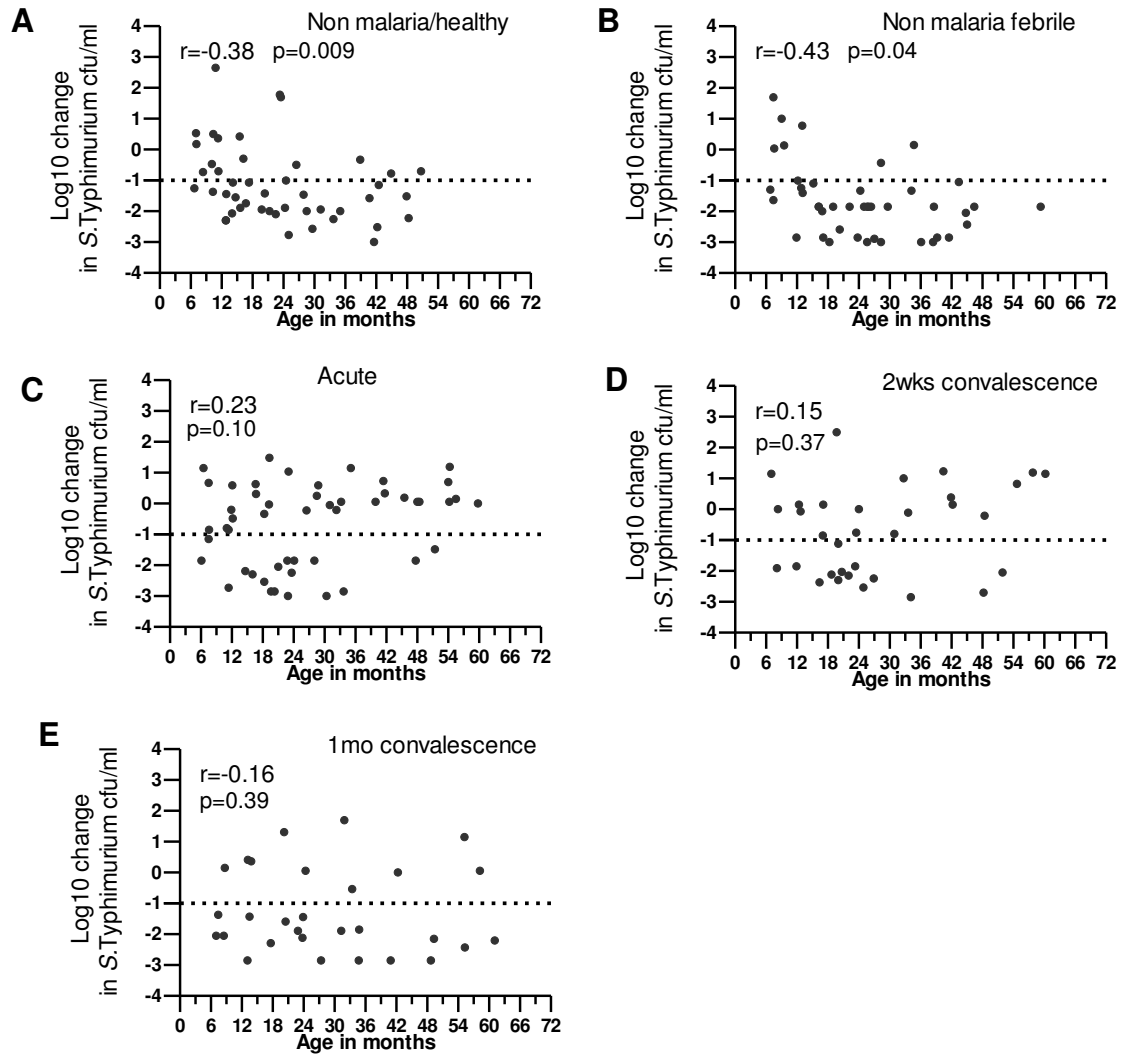 A
Non malaria/healthy
r=-0.38 p=0.009
Log10 change
in S.Typhimurium cfu/ml
4
3
2
1
0
-1
-2
-3
-4
0 6 12 18 24 30 36 42 48 54 60 66 72
Age in months
B
Non malaria febrile
r=-0.43 p=0.04
Log10 change
in S.Typhimurium cfu/ml
4
3
2
1
0
-1
-2
-3
-4
0 6 12 18 24 30 36 42 48 54 60 66 72
Age in months
C
Acute
r=0.23
p=0.10
Log10 change
in S.Typhimurium cfu/ml
4
3
2
1
0
-1
-2
-3
-4
0 6 12 18 24 30 36 42 48 54 60 66 72
Age in months
D
2wks convalescence
r=0.15
p=0.37
Log10 change
in S.Typhimurium cfu/ml
4
3
2
1
0
-1
-2
-3
-4
0 6 12 18 24 30 36 42 48 54 60 66 72
Age in months
E
1mo convalescence
r=-0.16
p=0.39
Log10 change
in S.Typhimurium cfu/ml
4
3
2
1
0
-1
-2
-3
-4
0 6 12 18 24 30 36 42 48 54 60 66 72
Age in months